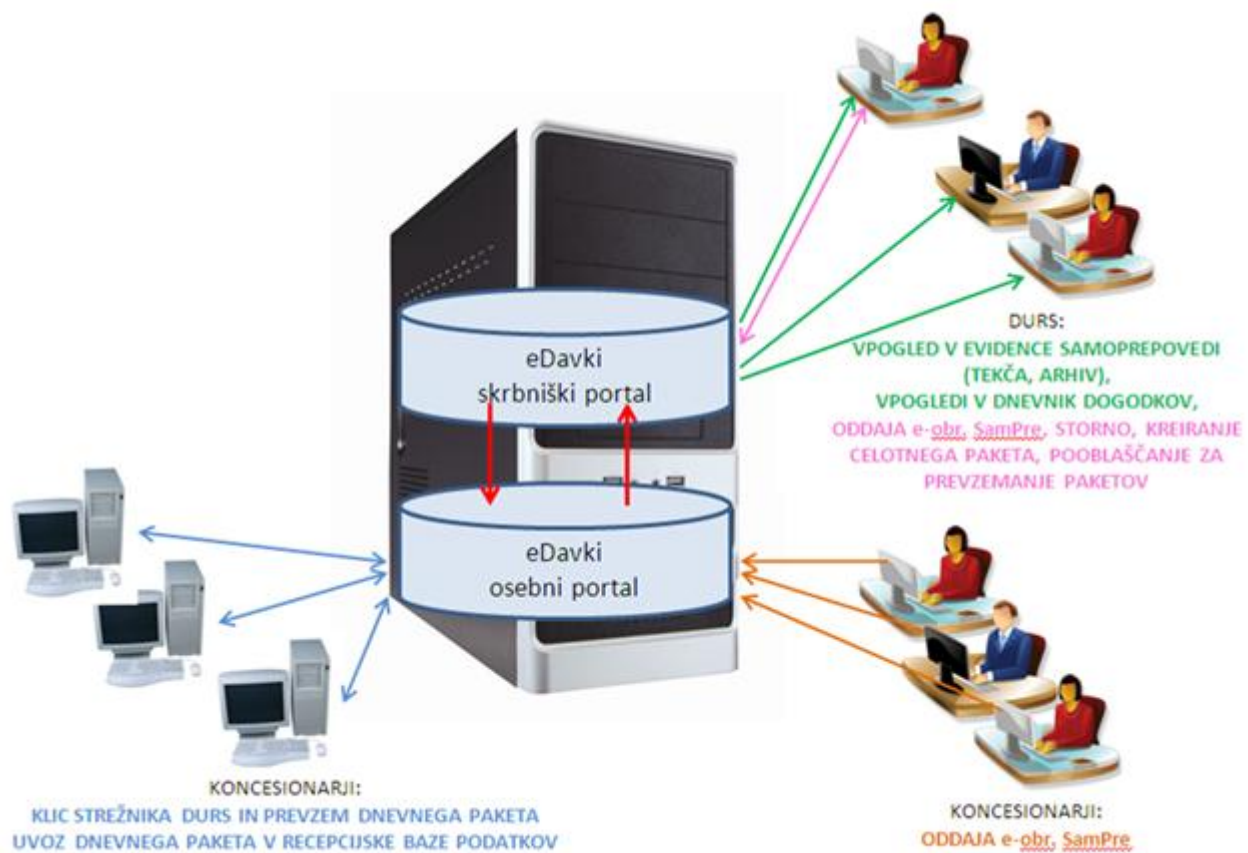 eDavki
skrbniški portal
eDavki
osebni portal
DURS:
VPOGLED V EVIDENCE SAMOPREPOVEDI
(TEKČA, ARHIV),
VPOGLEDI V DNEVNIK DOGODKOV,
ODDAJA e-obr, SamPre, STORNO, KREIRANJE
CELOTNEGA PAKETA, POOBLAŠČANJE ZA
PREVZEMANJE PAKETOV
KONCESIONARJI:
KLIC STREŽNIKA DURS IN PREVZEM DNEVNEGA PAKETA
UVOZ DNEVNEGA PAKETA V RECEPCIJSKE BAZE PODATKOV
KONCESIONARJI:
ODDAJA e-obr, SamPre